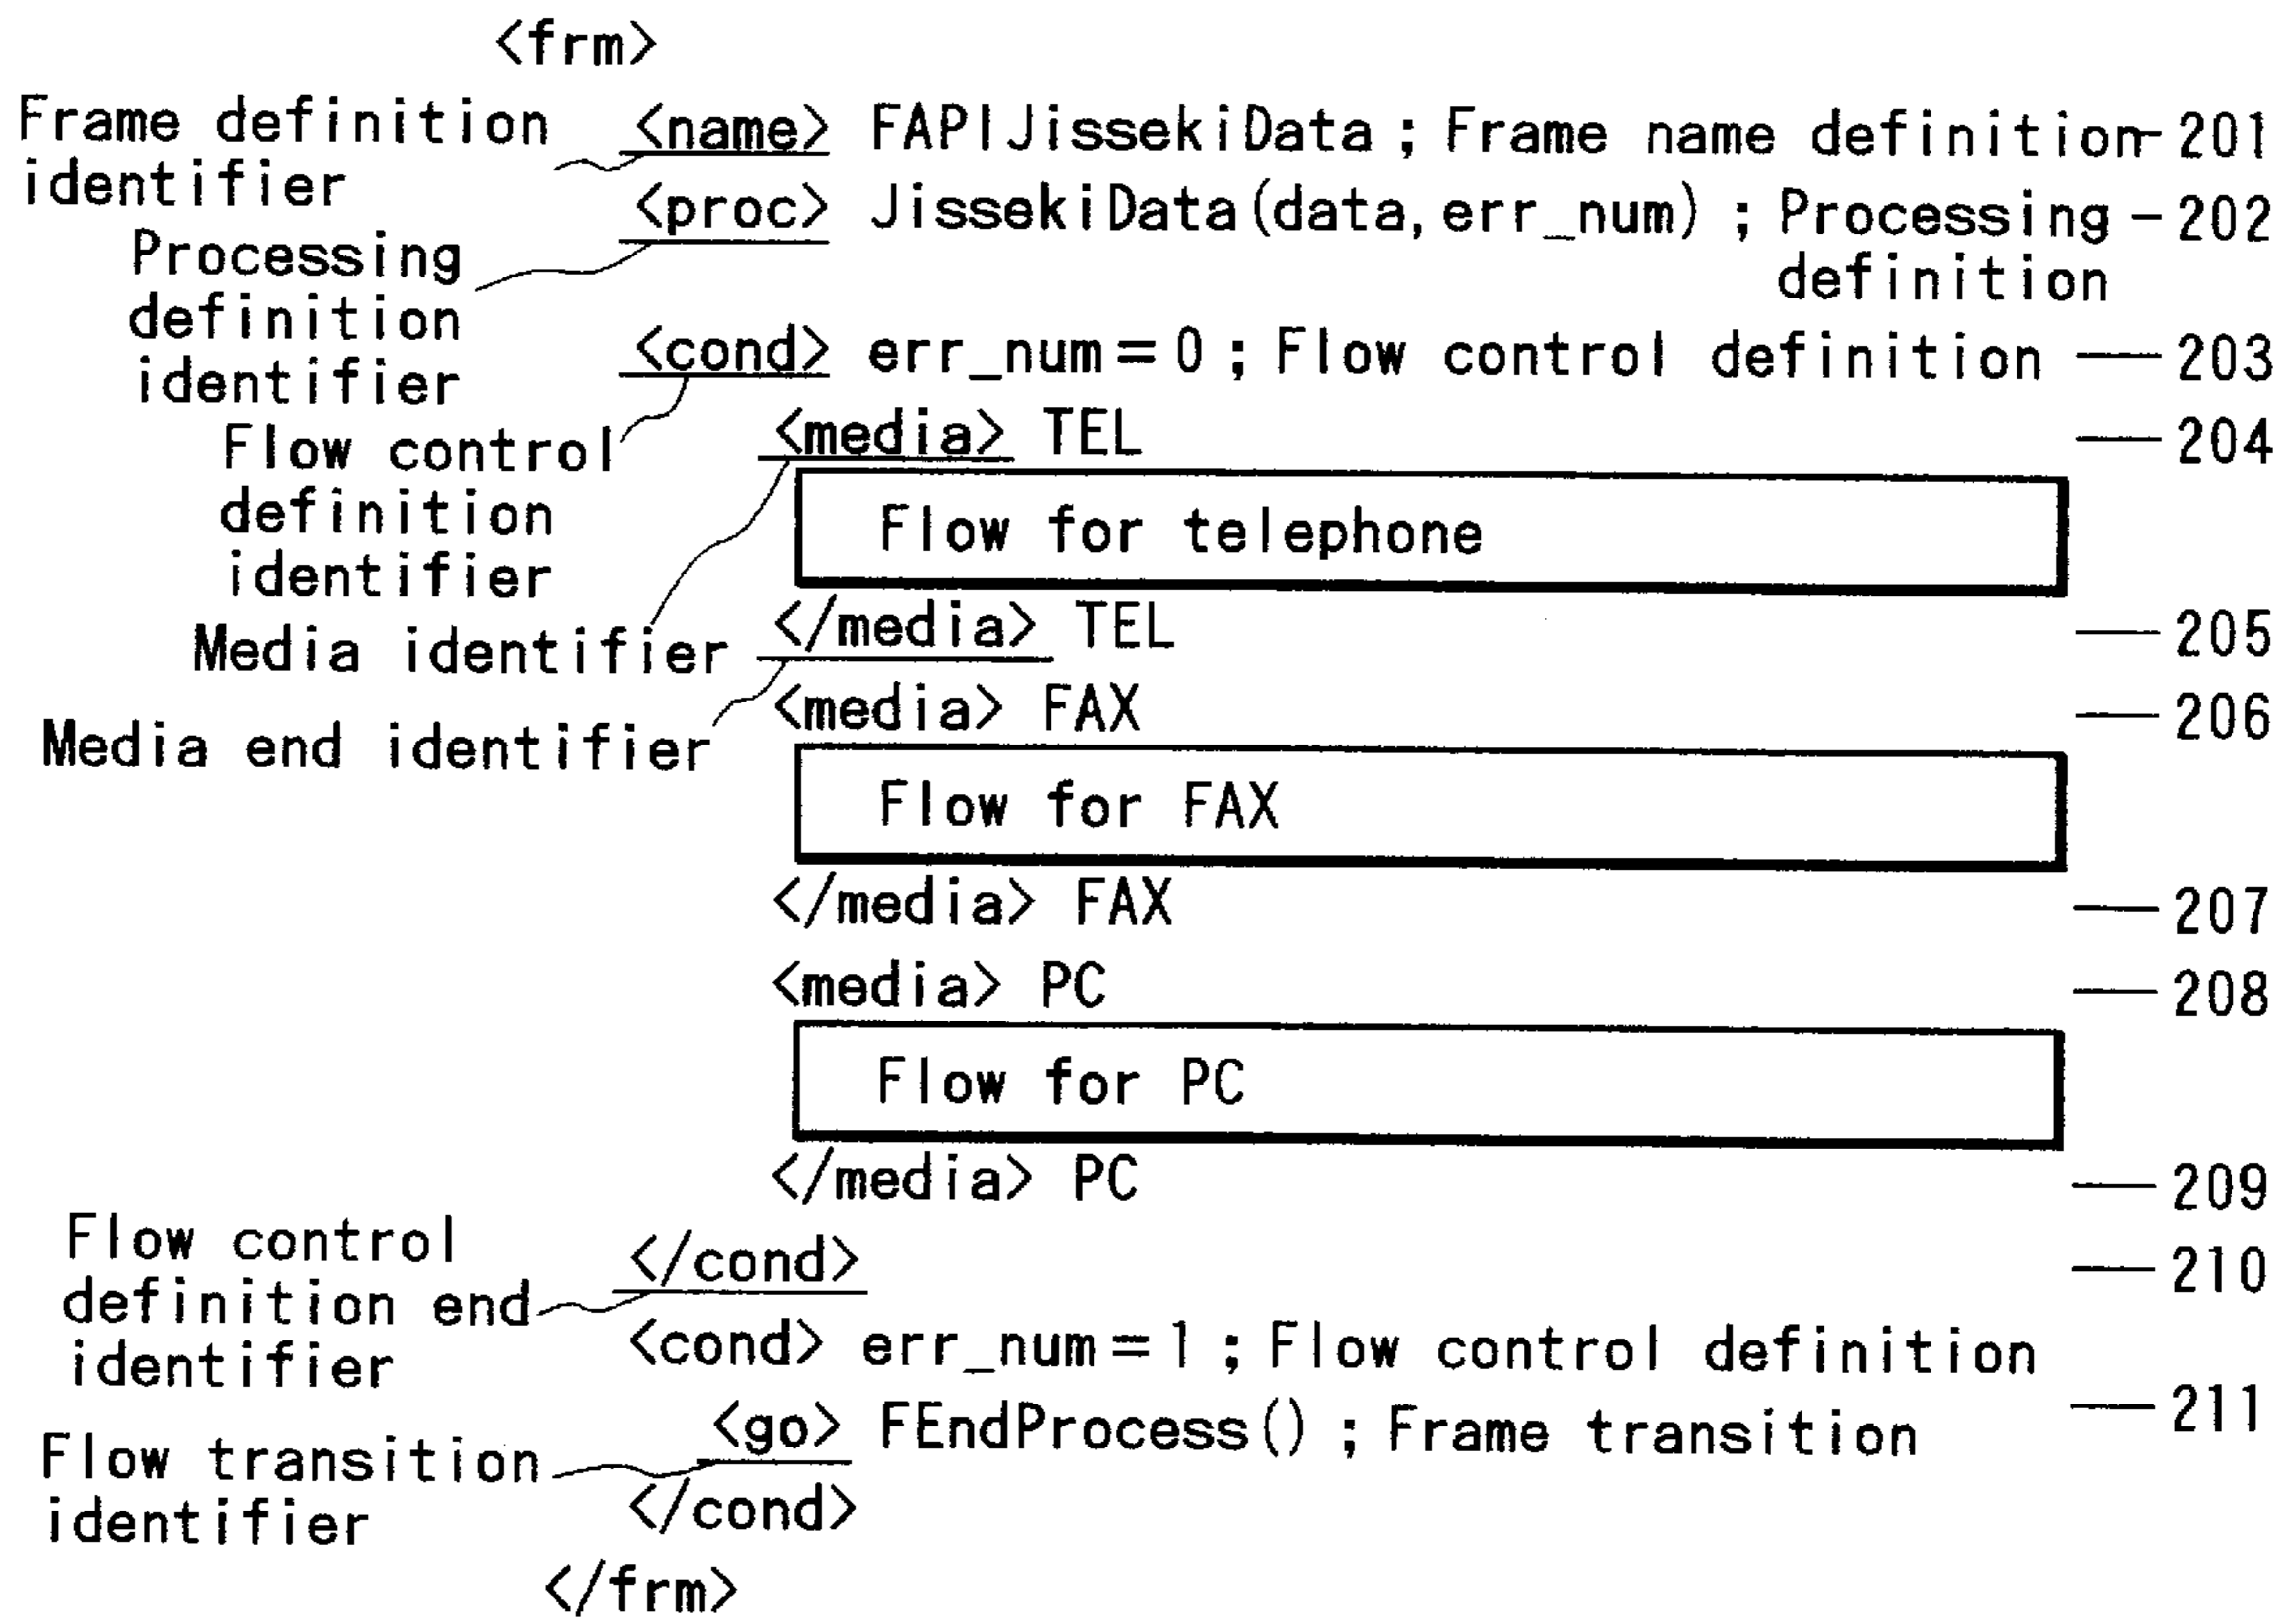 <frm>
Frame definition identifier
<name> FAPIJissekiData ; Frame name definition 201
<proc> JissekiData(data,err_num) ; Processing definition 202
Processing definition identifier
<cond> err_num=0 ; Flow control definition 203
Flow control definition identifier
<media> TEL 204
Flow for telephone
Media identifier
</media> TEL 205
Media end identifier
<media> FAX 206
Flow for FAX
</media> FAX 207
<media> PC 208
Flow for PC
</media> PC 209
Flow control definition end identifier
</cond> 210
<cond> err_num=1 ; Flow control definition
211
Flow transition identifier
<go> FEndProcess() ; Frame transition
</cond>
</frm>